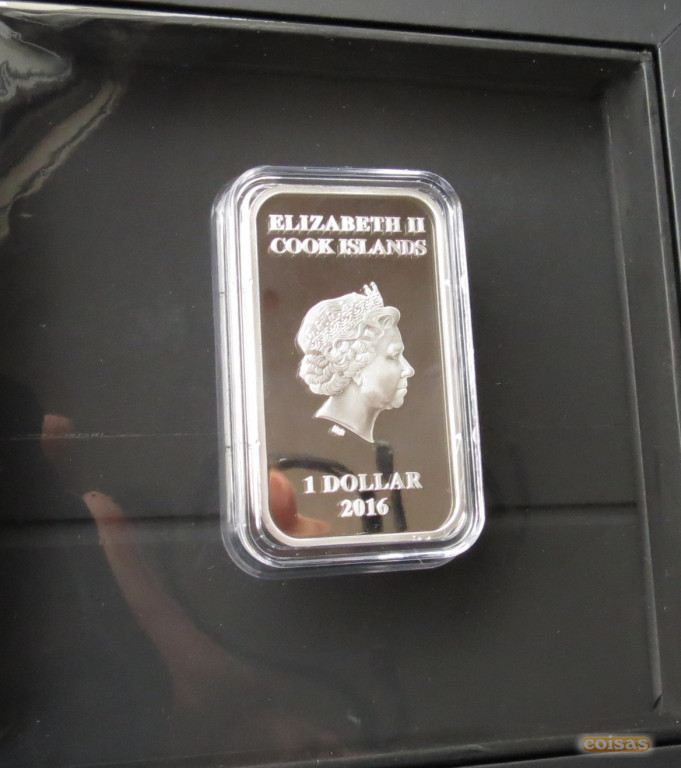 ELIZABETH II
COOK ISLANDS
1 DOLLAR
2016
coisas